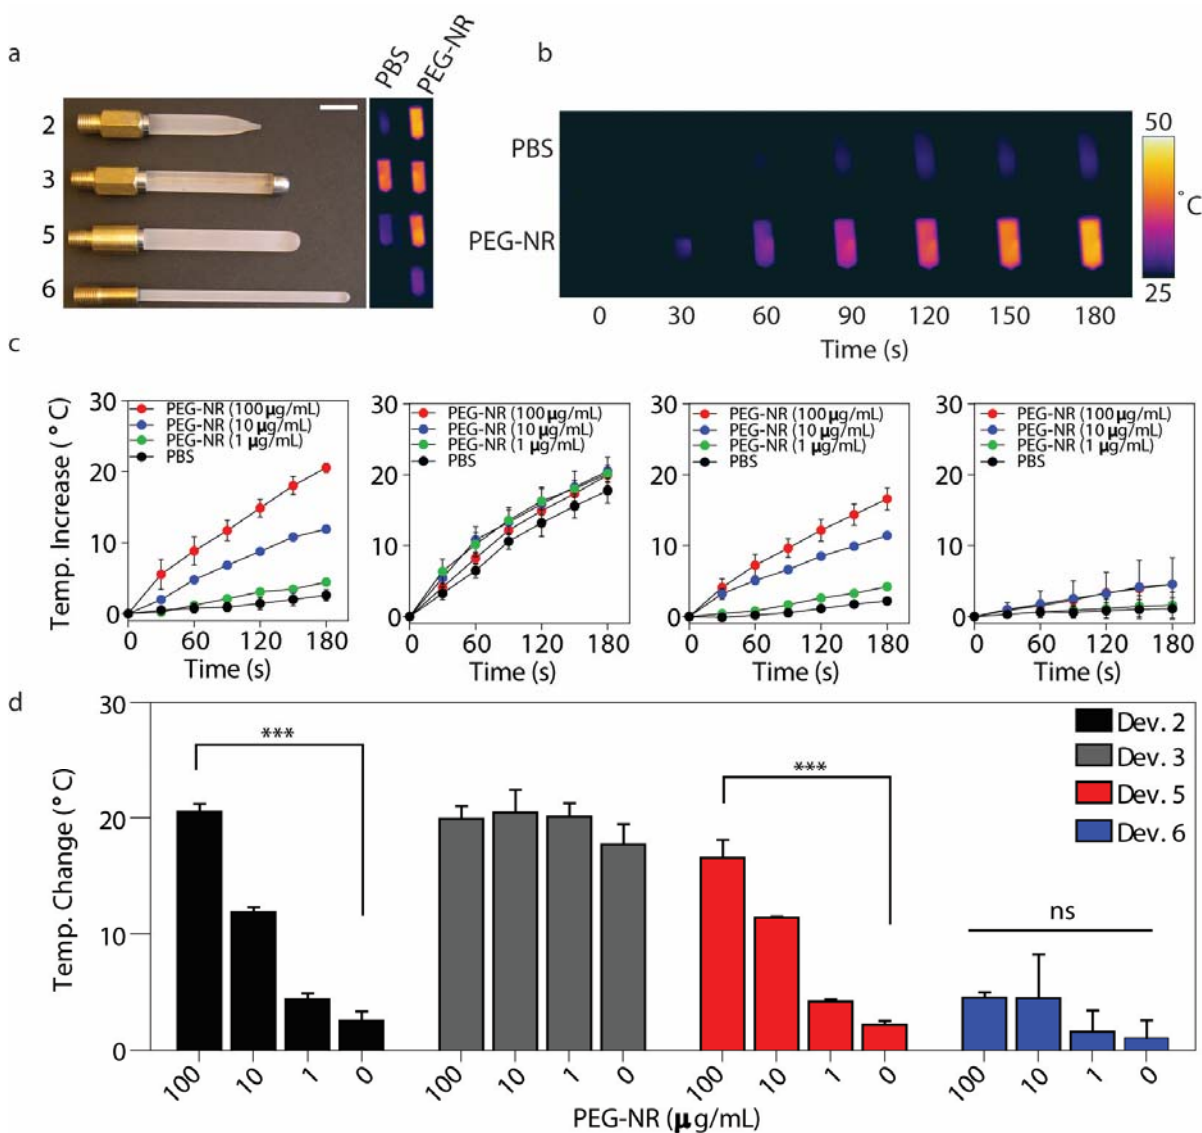 a
PBS
PEG-NR
2
3
5
6
b
PBS
PEG-NR
50
°C
25
0 30 60 90 120 150 180
Time (s)
c
Temp. Increase (°C)
30
20
10
0
PEG-NR (100 μg/mL)
PEG-NR (10 μg/mL)
PEG-NR (1 μg/mL)
PBS
0 60 120 180
Time (s)
30
20
10
0
PEG-NR (100 μg/mL)
PEG-NR (10 μg/mL)
PEG-NR (1 μg/mL)
PBS
0 60 120 180
Time (s)
30
20
10
0
PEG-NR (100 μg/mL)
PEG-NR (10 μg/mL)
PEG-NR (1 μg/mL)
PBS
0 60 120 180
Time (s)
30
20
10
0
PEG-NR (100 μg/mL)
PEG-NR (10 μg/mL)
PEG-NR (1 μg/mL)
PBS
0 60 120 180
Time (s)
d
Temp. Change (°C)
30
20
10
0
***
***
ns
Dev. 2
Dev. 3
Dev. 5
Dev. 6
100 10 1 0 100 10 1 0 100 10 1 0 100 10 1 0
PEG-NR (μg/mL)